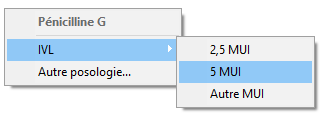 Pénicilline G
IVL
Autre posologie...
2,5 MUI
5 MUI
Autre MUI